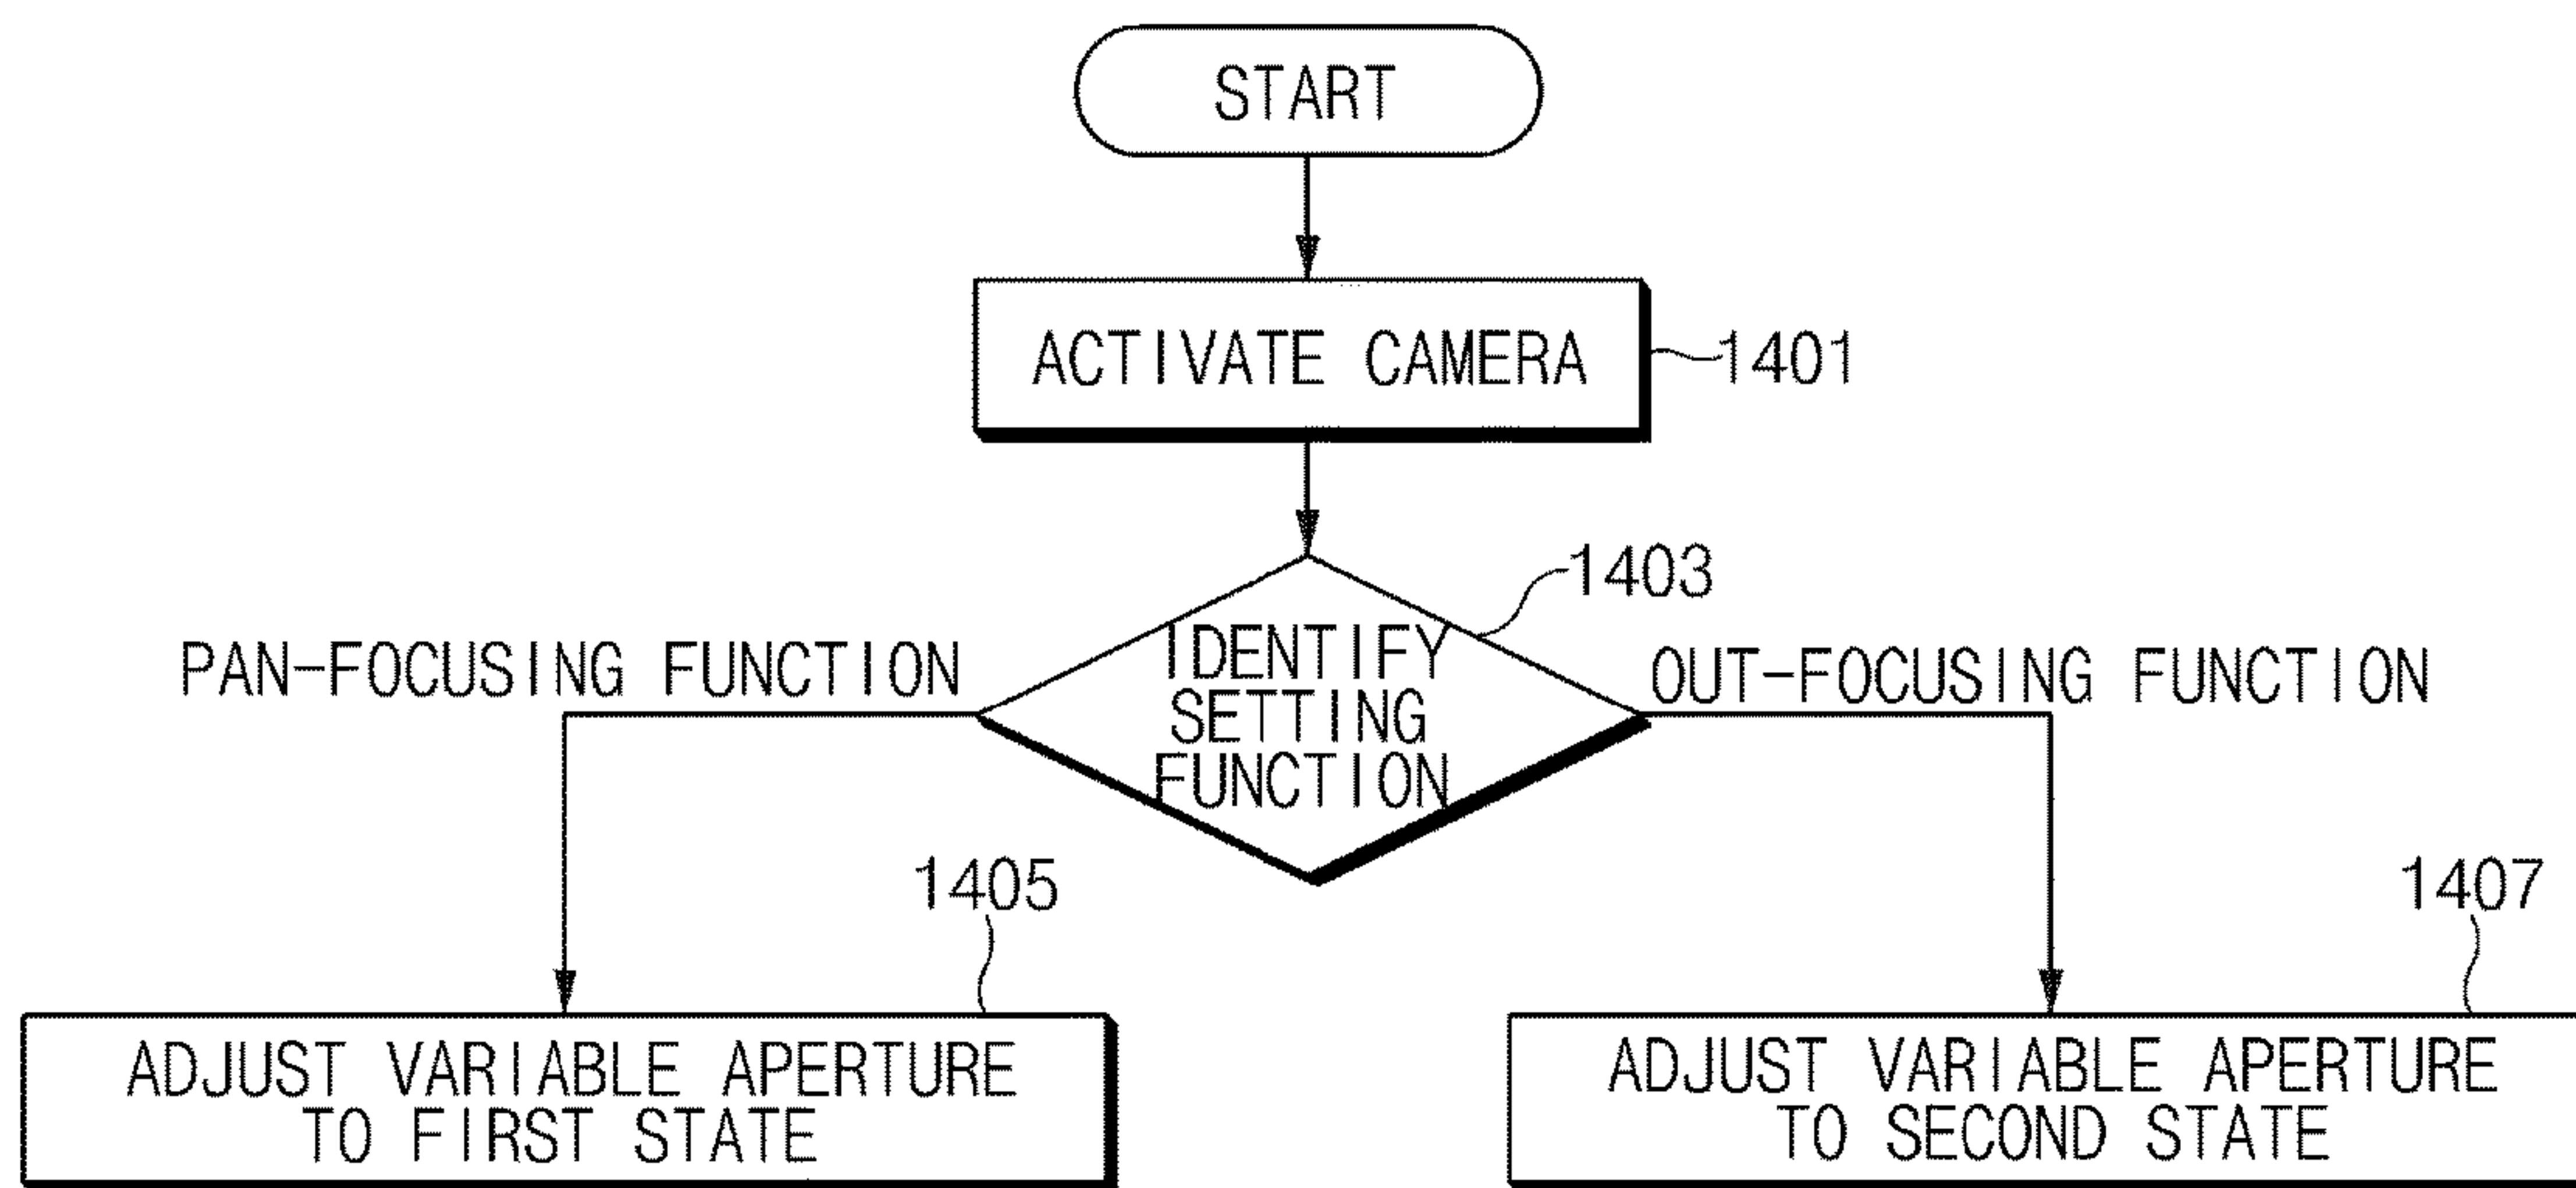 START
ACTIVATE CAMERA
1401
1403
PAN-FOCUSING FUNCTION
IDENTIFY
SETTING
FUNCTION
OUT-FOCUSING FUNCTION
1405
1407
ADJUST VARIABLE APERTURE
TO FIRST STATE
ADJUST VARIABLE APERTURE
TO SECOND STATE